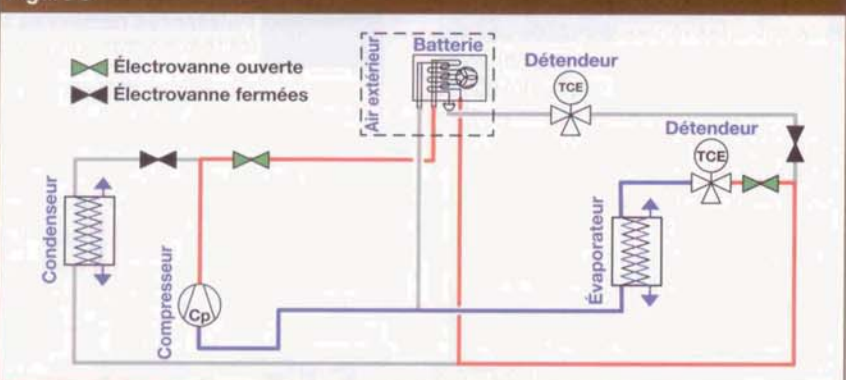 Électrovanne ouverte
Électrovanne fermées
Air extérieur
Batterie
Détendeur
TCE
Détendeur
TCE
Condenseur
Compresseur
Cp
Évaporateur